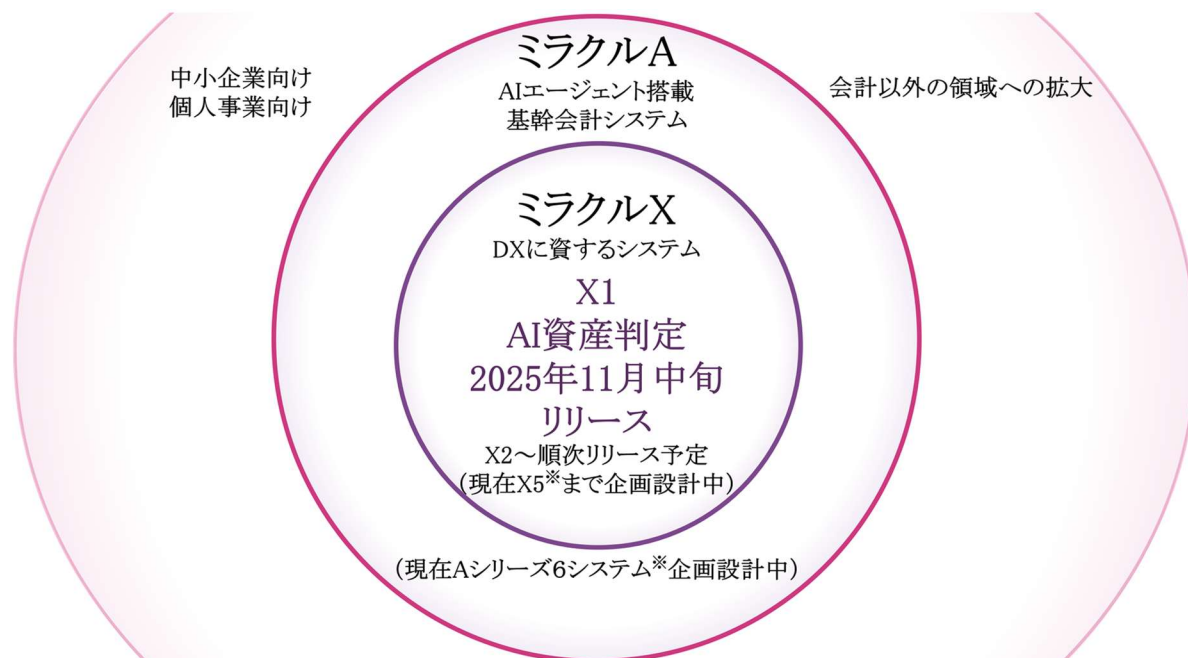 ミラクルA
AIエージェント搭載
基幹会計システム
中小企業向け
個人事業向け
会計以外の領域への拡大
ミラクルX
DXに資するシステム
X1
AI資産判定
2025年11月中旬
リリース
X2～順次リリース予定
(現在X5※まで企画設計中)
(現在Aシリーズ6システム※企画設計中)